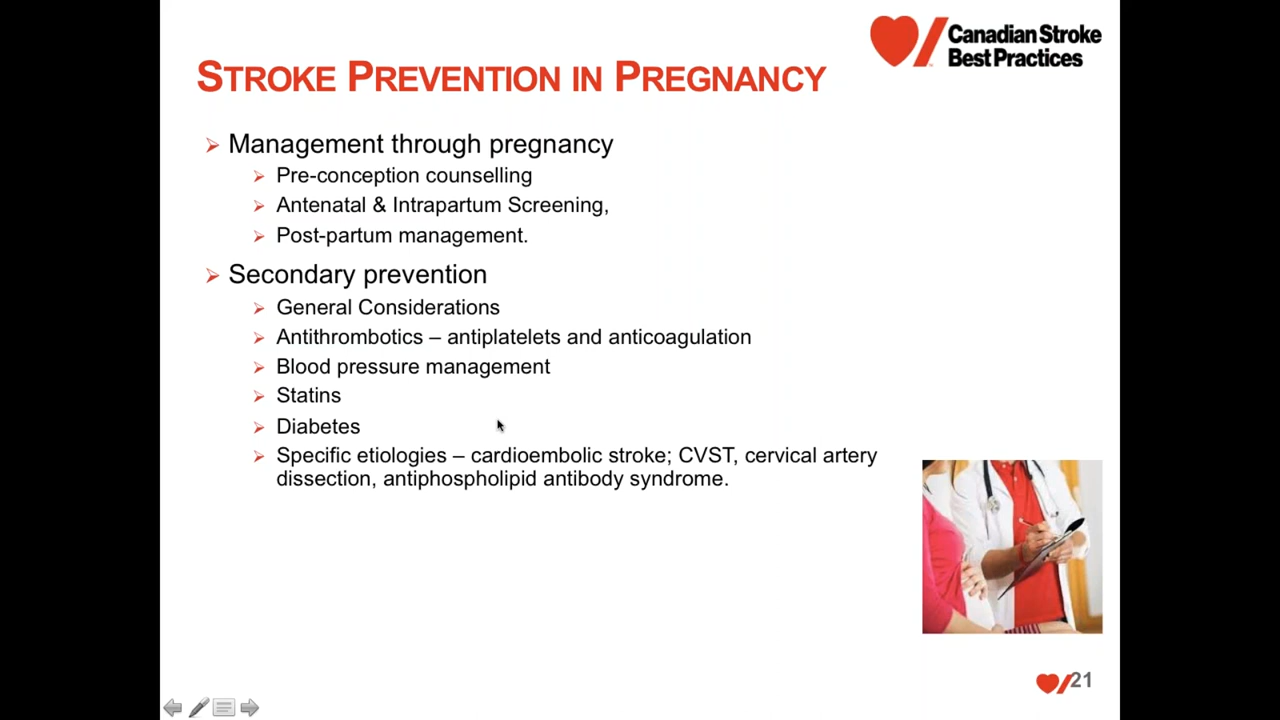 Canadian Stroke
Best Practices
STROKE PREVENTION IN PREGNANCY
Management through pregnancy
Pre-conception counselling
Antenatal & Intrapartum Screening,
Post-partum management.
Secondary prevention
General Considerations
Antithrombotics – antiplatelets and anticoagulation
Blood pressure management
Statins
Diabetes
Specific etiologies – cardioembolic stroke; CVST, cervical artery
dissection, antiphospholipid antibody syndrome.
21